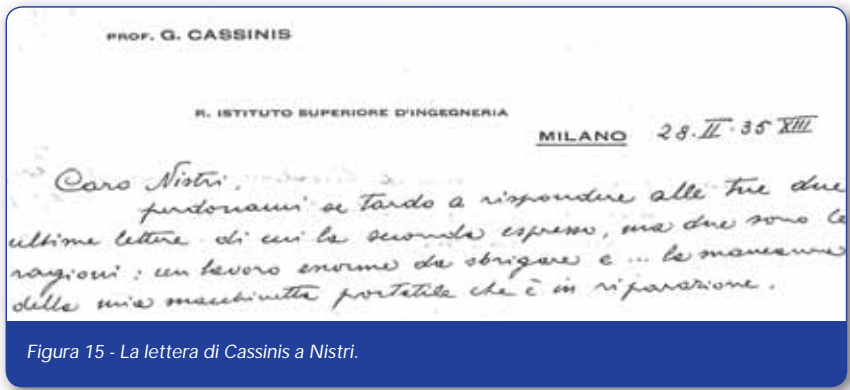 PROF. G. CASSINIS
R. ISTITUTO SUPERIORE D'INGEGNERIA
MILANO 28.II.35 XIII
Caro Nistri,
perdonami se tardo a rispondere alle tue due
ultime lettere di cui la seconda espresso, ma due sono le
ragioni: un lavoro enorme da sbrigare e ... la mancanza
della mia macchinetta portatile che è in riparazione.
Figura 15 - La lettera di Cassinis a Nistri.